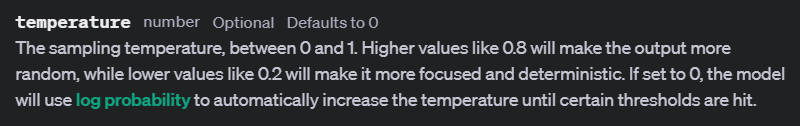 temperature number Optional Defaults to 0
The sampling temperature, between 0 and 1. Higher values like 0.8 will make the output more
random, while lower values like 0.2 will make it more focused and deterministic. If set to 0, the model
will use log probability to automatically increase the temperature until certain thresholds are hit.